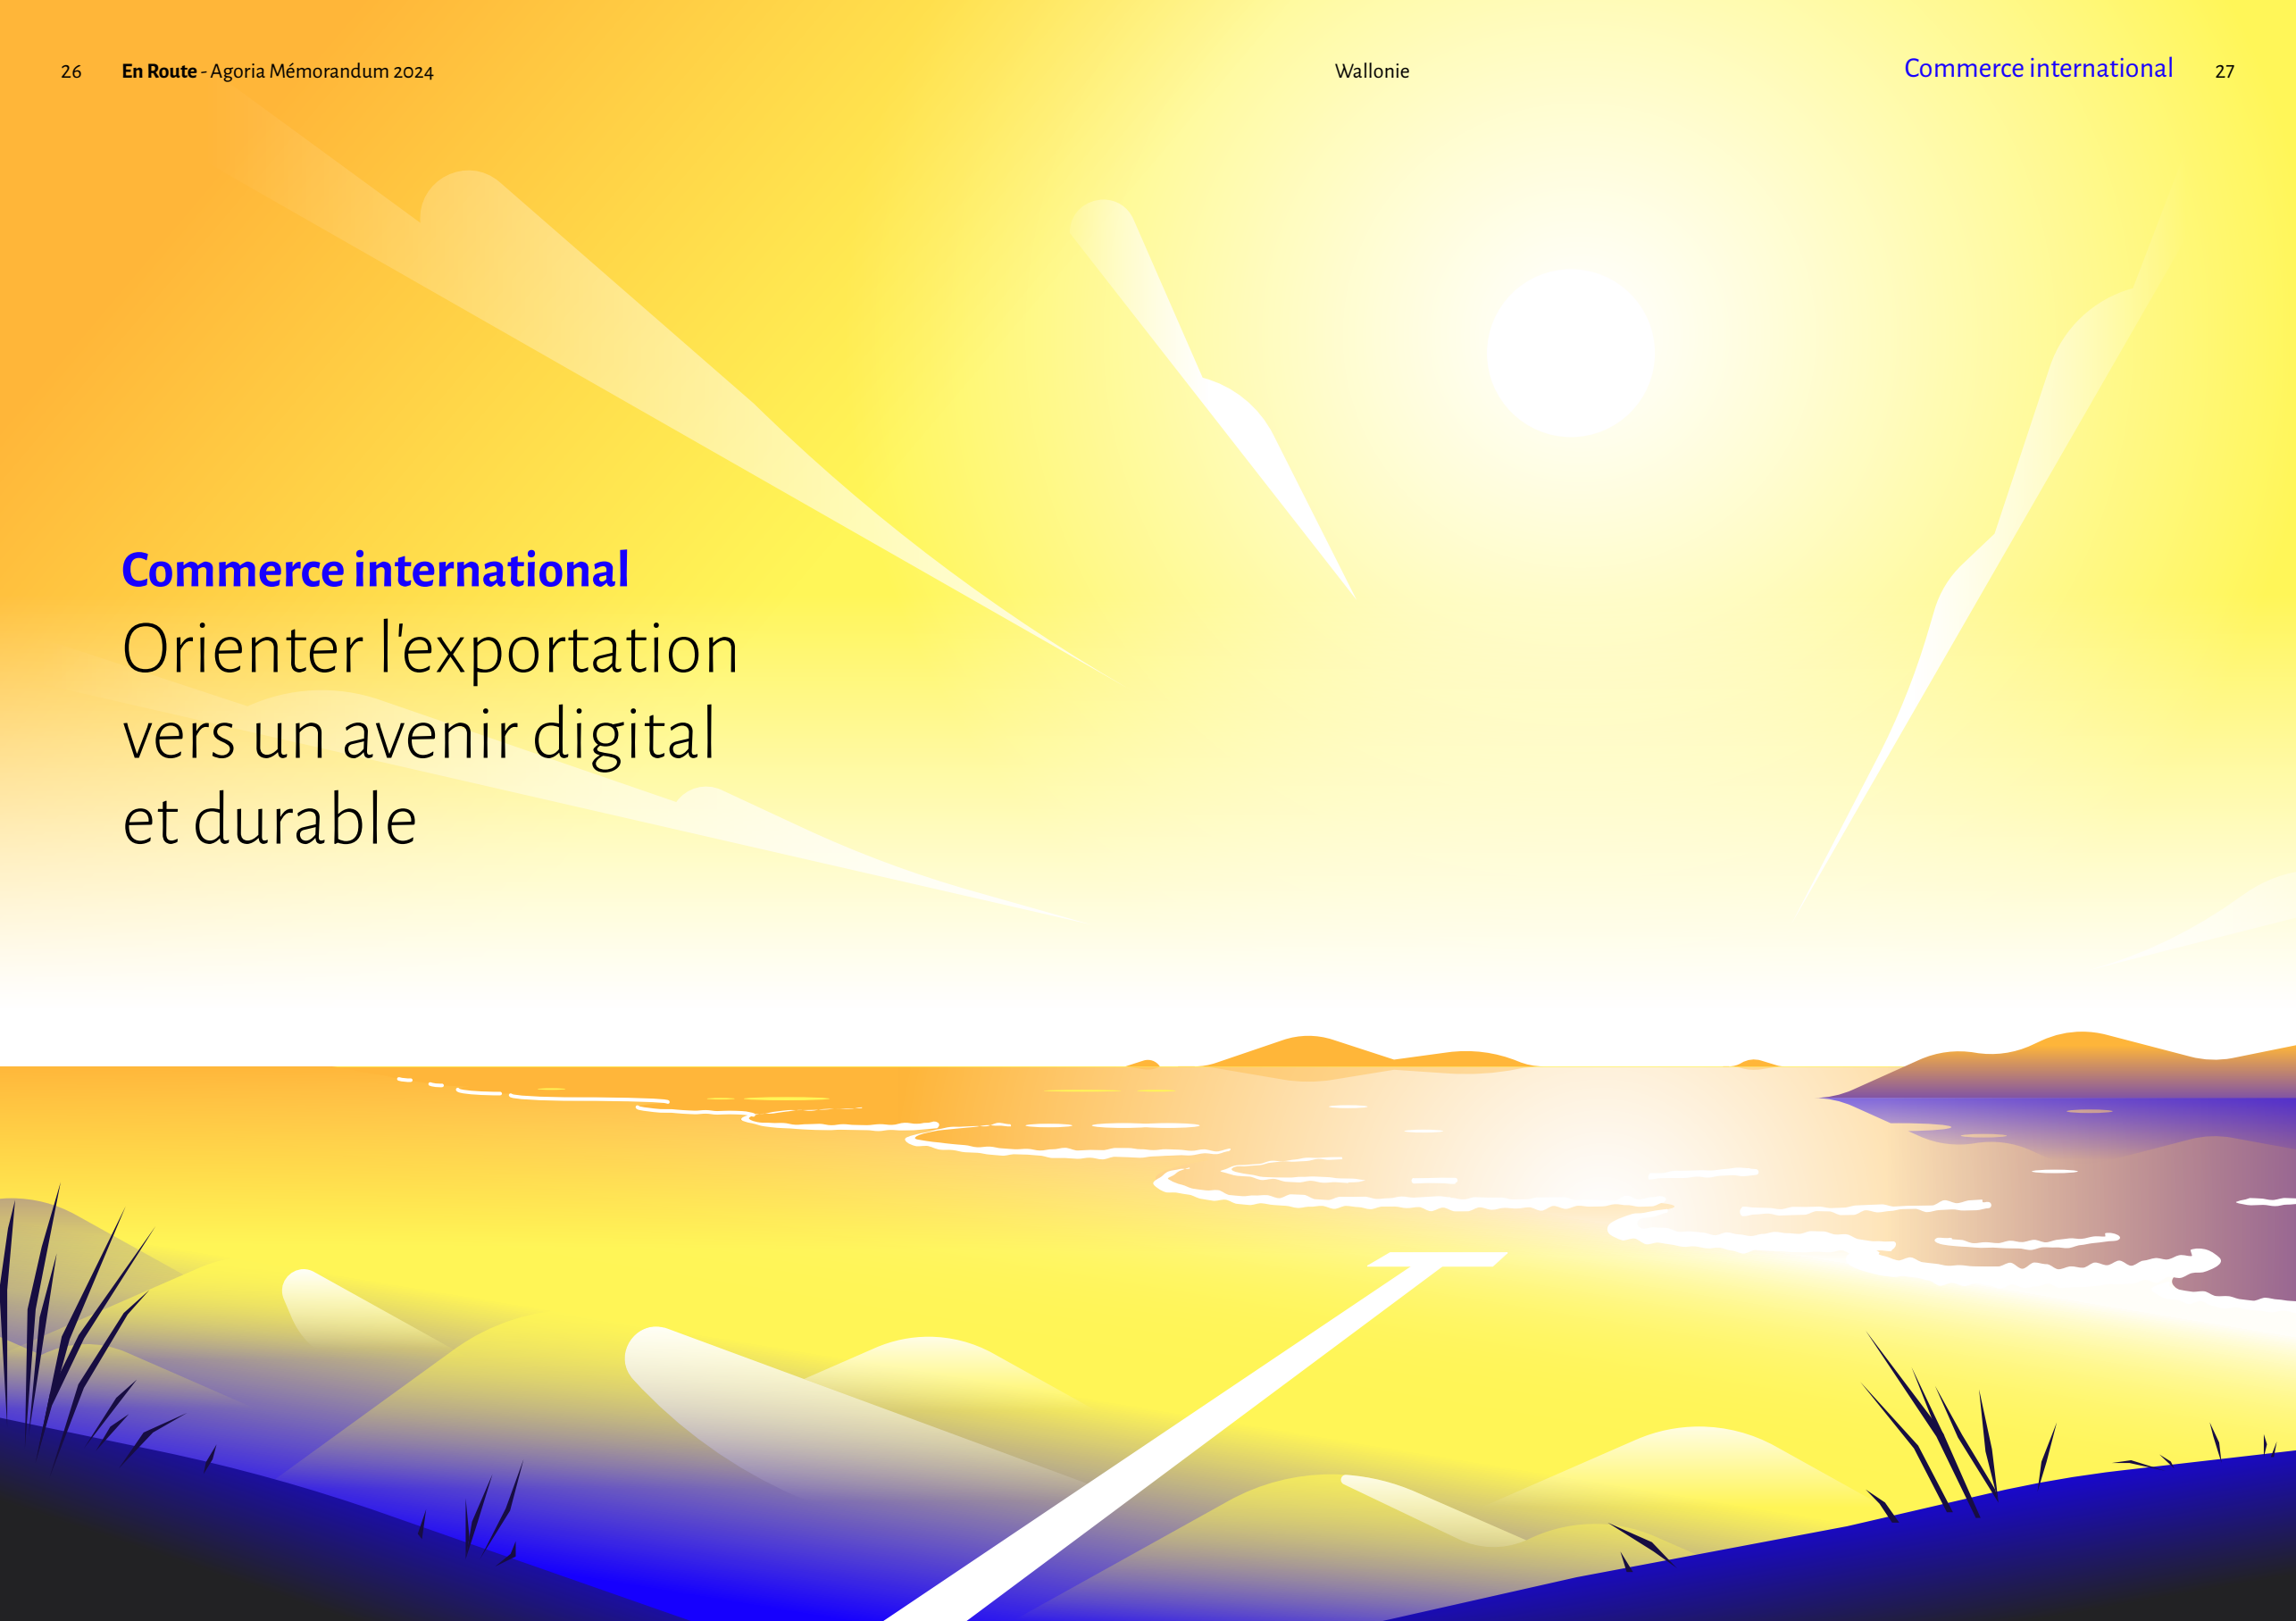 26 En Route - Agoria Mémorandum 2024
Wallonie
Commerce international 27
Commerce international
Orienter l'exportation
vers un avenir digital
et durable